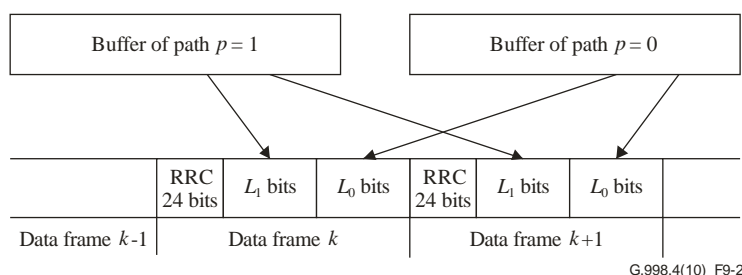 Buffer of path p = 1
Buffer of path p = 0
RRC
24 bits
L1 bits
L0 bits
RRC
24 bits
L1 bits
L0 bits
Data frame k-1
Data frame k
Data frame k+1
G.998.4(10)_F9-2